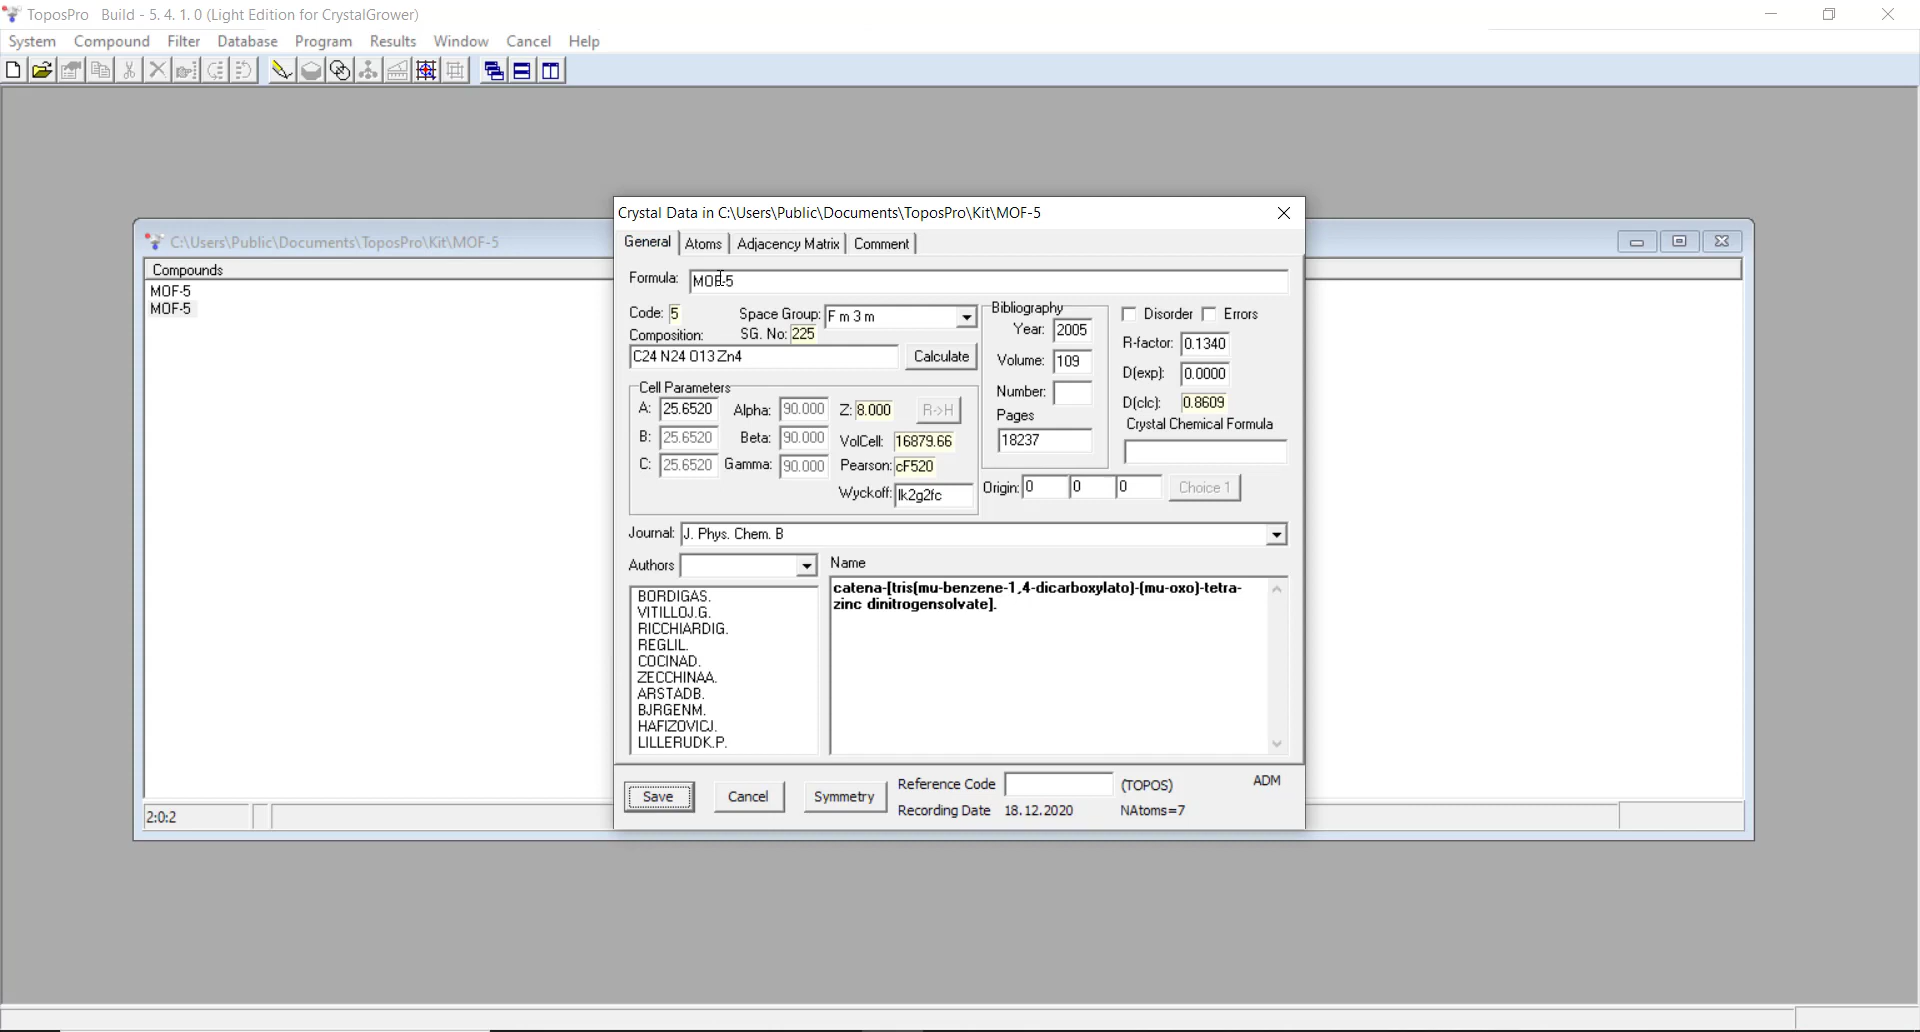 ToposPro Build - 5. 4. 1. 0 (Light Edition for CrystalGrower)
System Compound Filter Database Program Results Window Cancel Help
C:\Users\Public\Documents\ToposPro\Kit\MOF-5
Compounds
MOF-5
MOF-5
2:0:2
Crystal Data in C:\Users\Public\Documents\ToposPro\Kit\MOF-5
General Atoms Adjacency Matrix Comment
Formula: MOF-5
Code: 5 Space Group: F m 3 m
Composition: SG. No: 225
C24 N24 O13 Zn4 Calculate
Cell Parameters
A: 25.6520 Alpha: 90.000 Z: 8.000 R->H
B: 25.6520 Beta: 90.000 VolCell: 16879.66
C: 25.6520 Gamma: 90.000 Pearson: cF520
Wyckoff: lk2g2fc
Bibliography
Year: 2005
Volume: 109
Number:
Pages
18237
Disorder Errors
R-factor: 0.1340
D(exp): 0.0000
D(clc): 0.8609
Crystal Chemical Formula
Origin: 0 0 0 Choice 1
Journal: J. Phys. Chem. B
Authors
BORDIGAS.
VITILLOJ.G.
RICCHIARDIG.
REGLIL.
COCINAD.
ZECCHINAA.
ARSTADB.
BJRGENM.
HAFIZOVICJ.
LILLERUDK.P.
Name
catena-[tris(mu-benzene-1,4-dicarboxylato)-(mu-oxo)-tetra-
zinc dinitrogensolvate].
Save Cancel Symmetry
Reference Code (TOPOS) ADM
Recording Date 18.12.2020 NAtoms=7